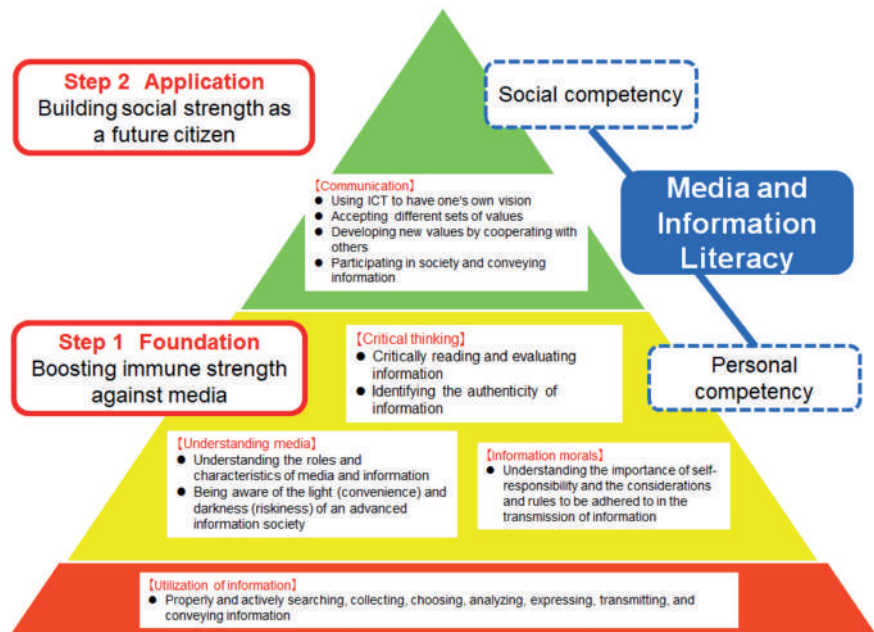 Step 2 Application
Building social strength as
a future citizen
Social competency
Media and
Information
Literacy
【Communication】
● Using ICT to have one's own vision
● Accepting different sets of values
● Developing new values by cooperating with
others
● Participating in society and conveying
information
Step 1 Foundation
Boosting immune strength
against media
Personal
competency
【Critical thinking】
● Critically reading and evaluating
information
● Identifying the authenticity of
information
【Understanding media】
● Understanding the roles and
characteristics of media and information
● Being aware of the light (convenience) and
darkness (riskiness) of an advanced
information society
【Information morals】
● Understanding the importance of self-
responsibility and the considerations
and rules to be adhered to in the
transmission of information
【Utilization of information】
● Properly and actively searching, collecting, choosing, analyzing, expressing, transmitting, and
conveying information